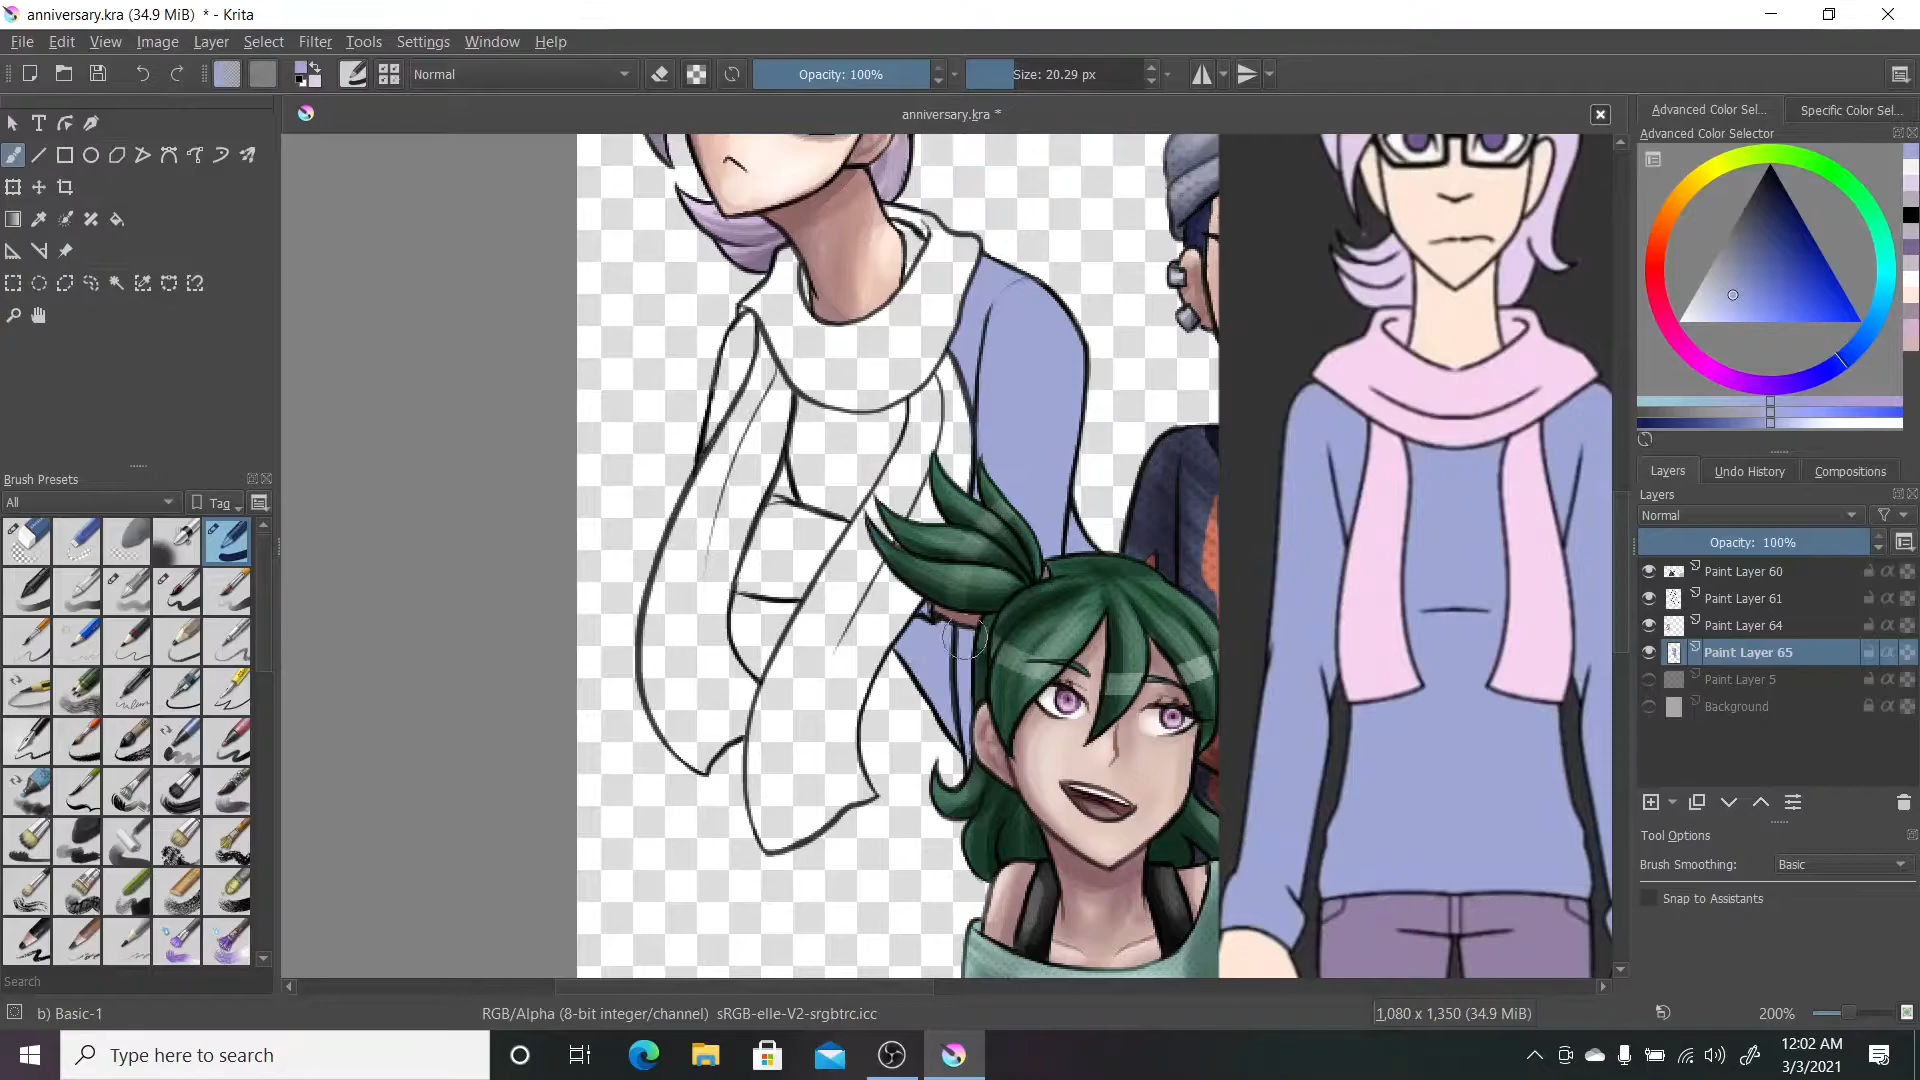 anniversary.kra (34.9 MiB) * - Krita
File Edit View Image Layer Select Filter Tools Settings Window Help
Normal Opacity: 100% Size: 20.29 px
anniversary.kra *
Advanced Color Sel... Specific Color Sel...
Advanced Color Selector
Brush Presets
All Tag
Layers Undo History Compositions
Layers
Normal
Opacity: 100%
Paint Layer 60
Paint Layer 61
Paint Layer 64
Paint Layer 65
Paint Layer 5
Background
Tool Options
Brush Smoothing: Basic
Snap to Assistants
Search
b) Basic-1 RGB/Alpha (8-bit integer/channel) sRGB-elle-V2-srgbtrc.icc 1,080 x 1,350 (34.9 MiB) 200%
Type here to search
12:02 AM
3/3/2021